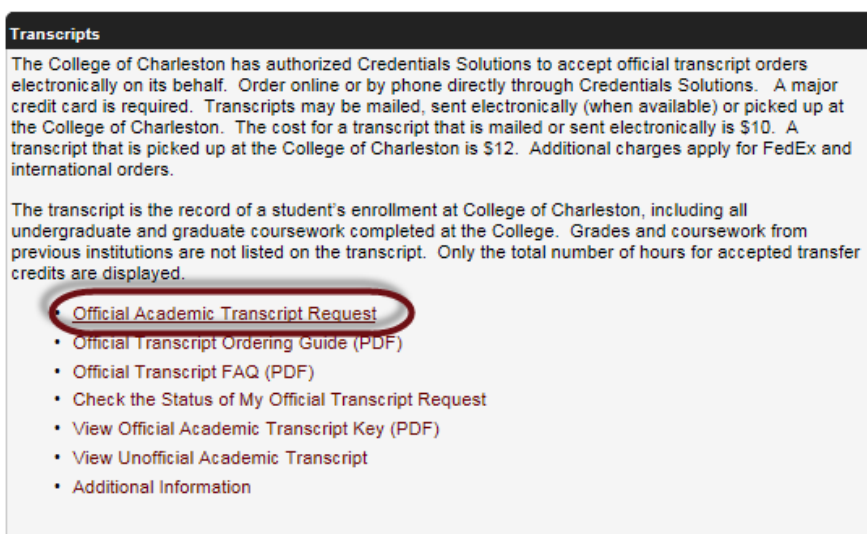 Transcripts
The College of Charleston has authorized Credentials Solutions to accept official transcript orders
electronically on its behalf.  Order online or by phone directly through Credentials Solutions.   A major
credit card is required.  Transcripts may be mailed, sent electronically (when available) or picked up at
the College of Charleston.  The cost for a transcript that is mailed or sent electronically is $10.  A
transcript that is picked up at the College of Charleston is $12.  Additional charges apply for FedEx and
international orders.
The transcript is the record of a student's enrollment at College of Charleston, including all
undergraduate and graduate coursework completed at the College.  Grades and coursework from
previous institutions are not listed on the transcript.  Only the total number of hours for accepted transfer
credits are displayed.
• Official Academic Transcript Request
• Official Transcript Ordering Guide (PDF)
• Official Transcript FAQ (PDF)
• Check the Status of My Official Transcript Request
• View Official Academic Transcript Key (PDF)
• View Unofficial Academic Transcript
• Additional Information